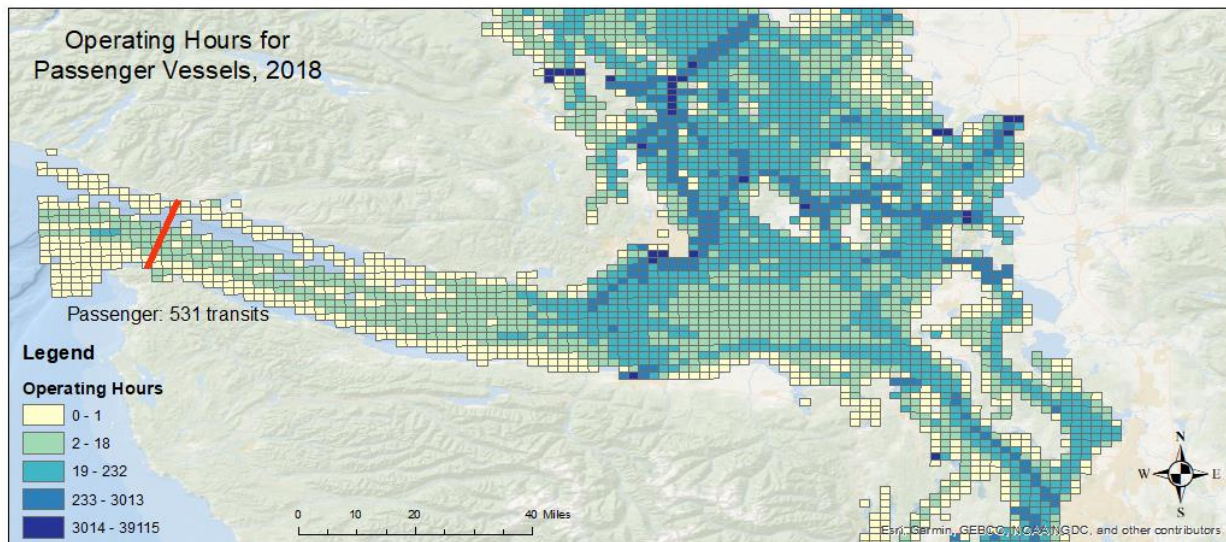 Operating Hours for
Passenger Vessels, 2018
Passenger: 531 transits
Legend
Operating Hours
0 - 1
2 - 18
19 - 232
233 - 3013
3014 - 39115
0 10 20 40 Miles
N
W E
S
Esri, Garmin, GEBCO, NOAA NGDC, and other contributors